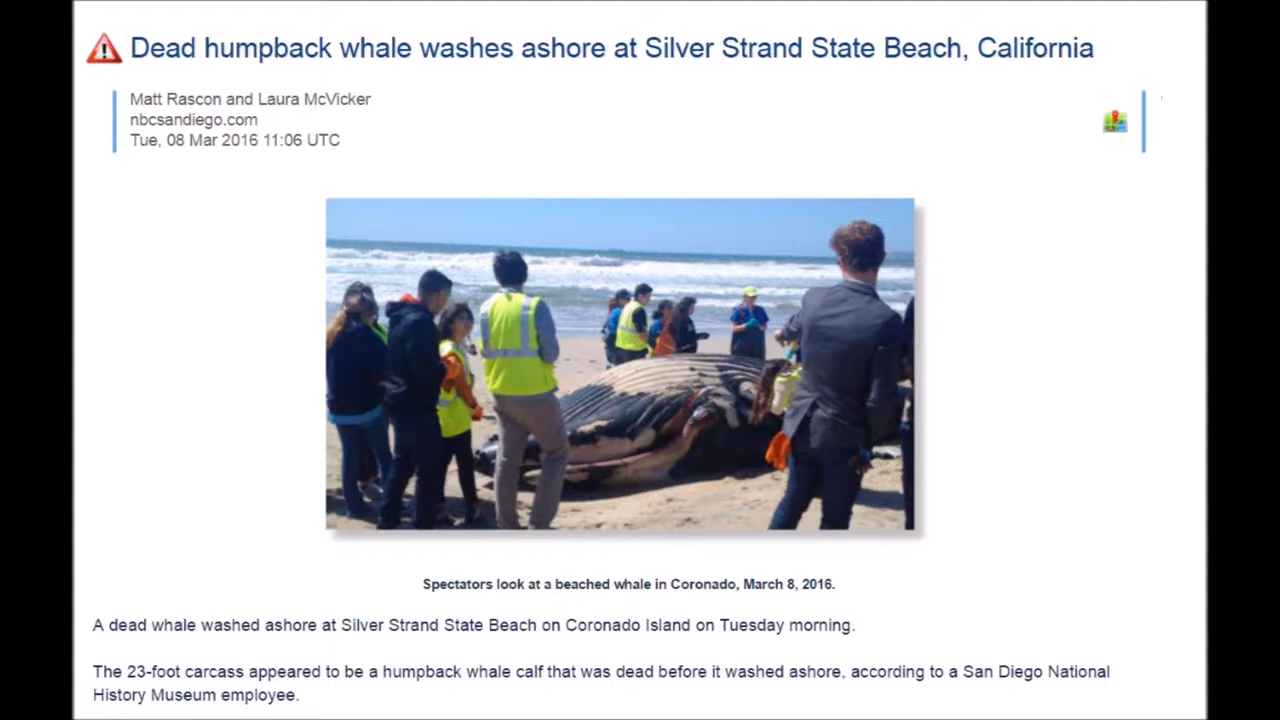 Dead humpback whale washes ashore at Silver Strand State Beach, California
Matt Rascon and Laura McVicker
nbcsandiego.com
Tue, 08 Mar 2016 11:06 UTC
Spectators look at a beached whale in Coronado, March 8, 2016.
A dead whale washed ashore at Silver Strand State Beach on Coronado Island on Tuesday morning.
The 23-foot carcass appeared to be a humpback whale calf that was dead before it washed ashore, according to a San Diego National
History Museum employee.